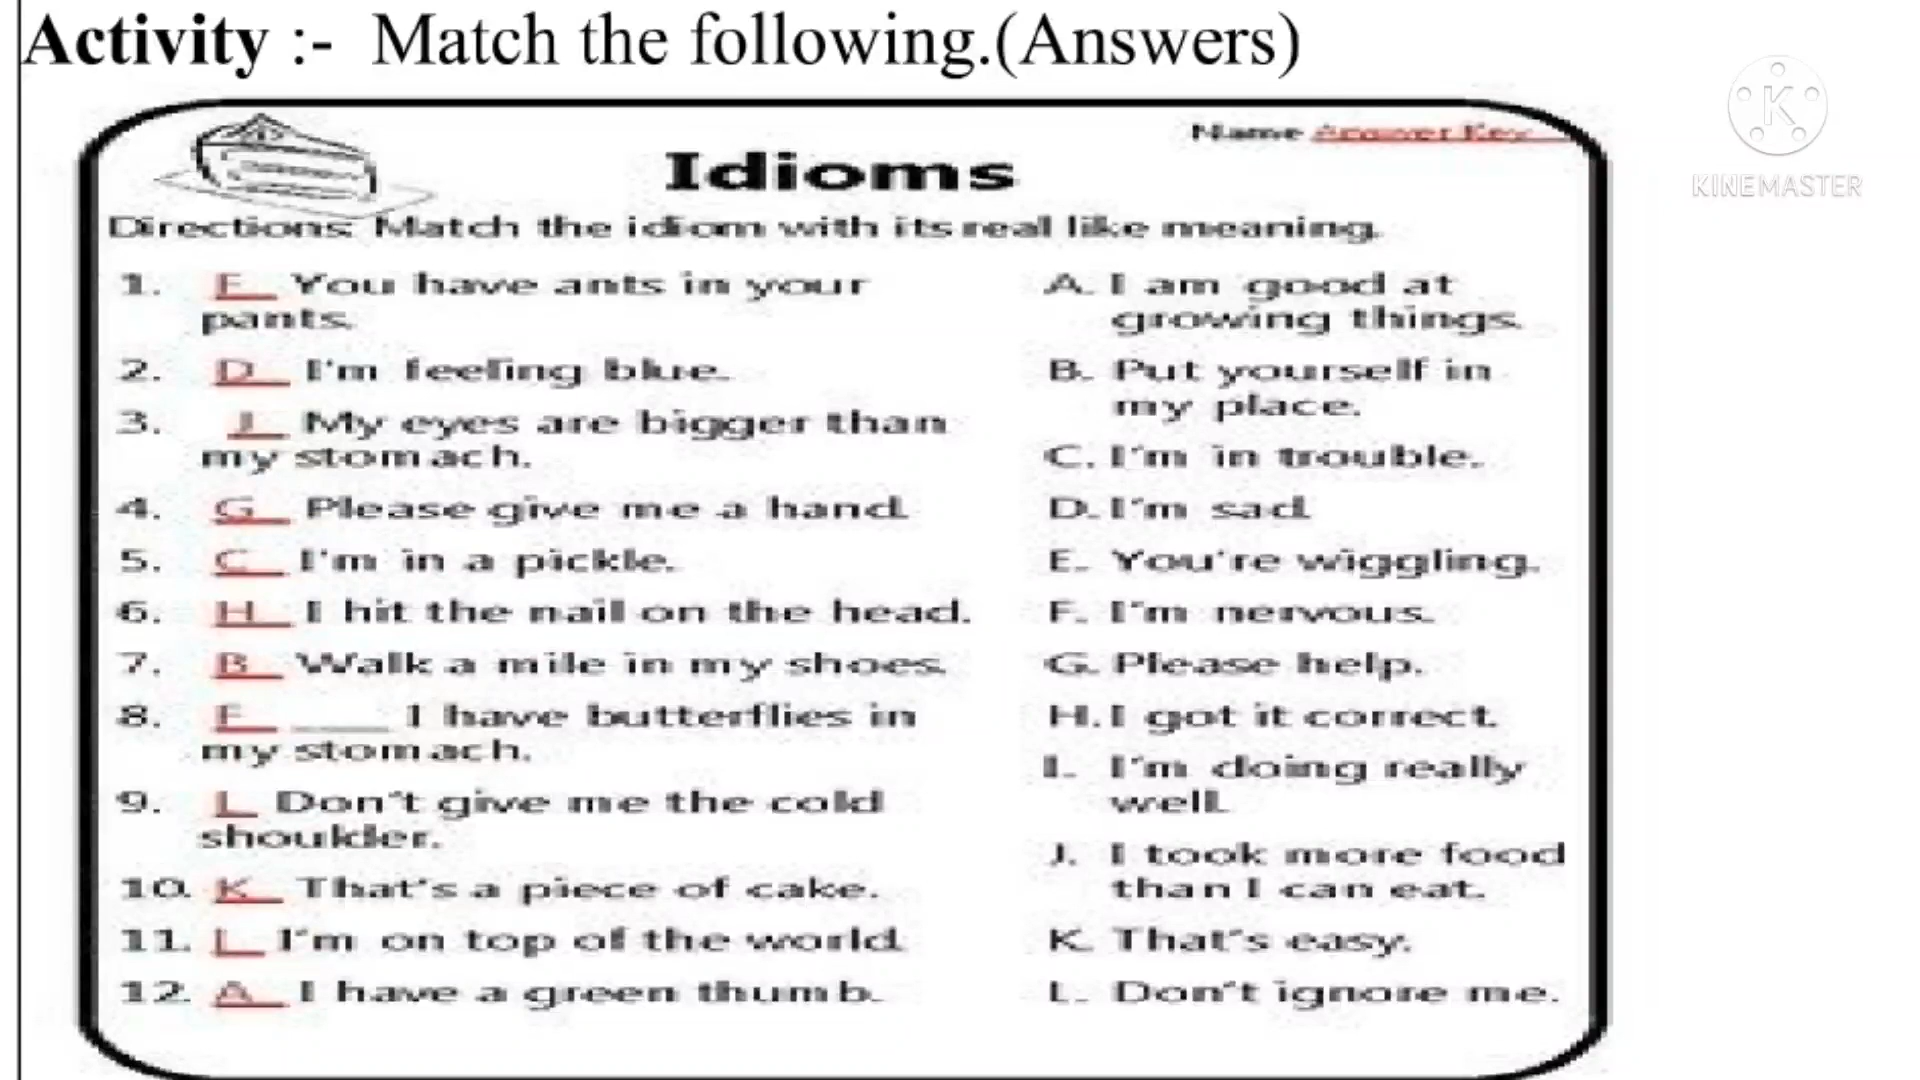 Activity :- Match the following.(Answers)
KINEMASTER
Name Answer Key
Idioms
Directions: Match the idiom with its real like meaning.
1. E You have ants in your
pants.
2. D I'm feeling blue.
3. J My eyes are bigger than
my stomach.
4. G Please give me a hand.
5. C I'm in a pickle.
6. H I hit the nail on the head.
7. B Walk a mile in my shoes.
8. F ____ I have butterflies in
my stomach.
9. L Don't give me the cold
shoulder.
10. K That's a piece of cake.
11. I I'm on top of the world.
12. A I have a green thumb.
A. I am good at
growing things.
B. Put yourself in
my place.
C. I'm in trouble.
D. I'm sad.
E. You're wiggling.
F. I'm nervous.
G. Please help.
H. I got it correct.
I. I'm doing really
well.
J. I took more food
than I can eat.
K. That's easy.
L. Don't ignore me.